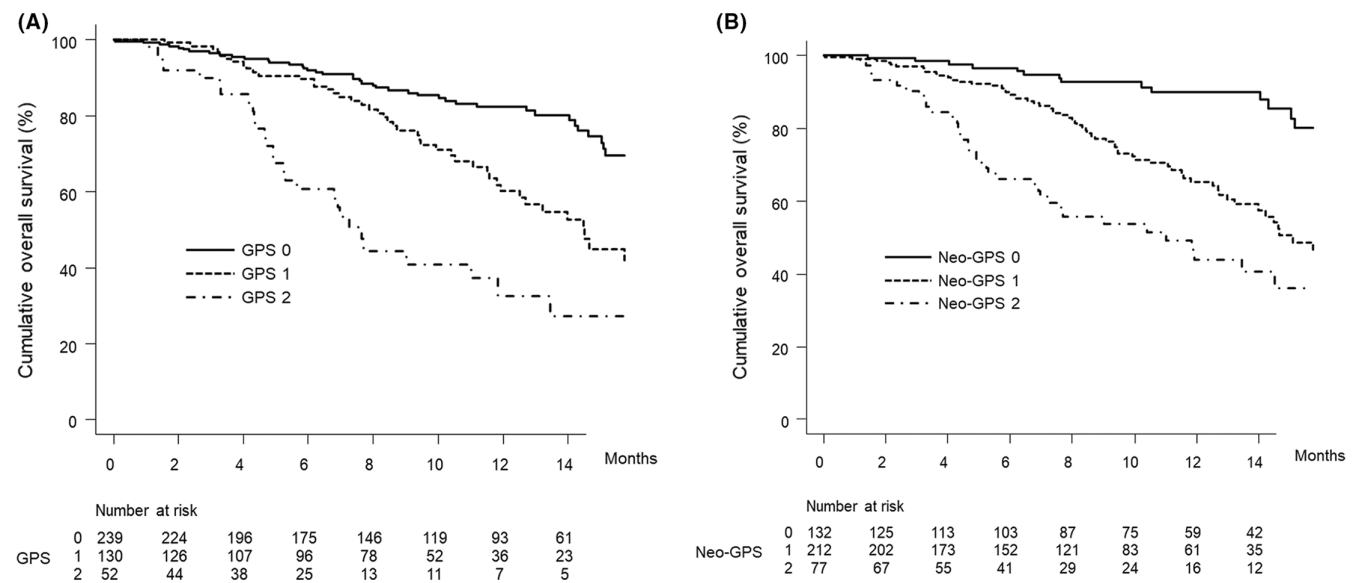 (A)
Cumulative overall survival (%)
100
80
60
40
20
0
GPS 0
GPS 1
GPS 2
0 2 4 6 8 10 12 14 Months
Number at risk
GPS
0 239 224 196 175 146 119 93 61
1 130 126 107 96 78 52 36 23
2 52 44 38 25 13 11 7 5
(B)
Cumulative overall survival (%)
100
80
60
40
20
0
Neo-GPS 0
Neo-GPS 1
Neo-GPS 2
0 2 4 6 8 10 12 14 Months
Number at risk
Neo-GPS
0 132 125 113 103 87 75 59 42
1 212 202 173 152 121 83 61 35
2 77 67 55 41 29 24 16 12